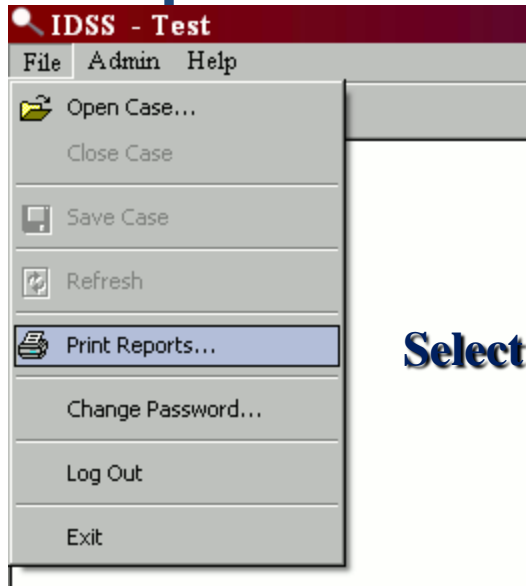 IDSS - Test
File Admin Help
Open Case...
Close Case
Save Case
Refresh
Print Reports...
Select
Change Password...
Log Out
Exit